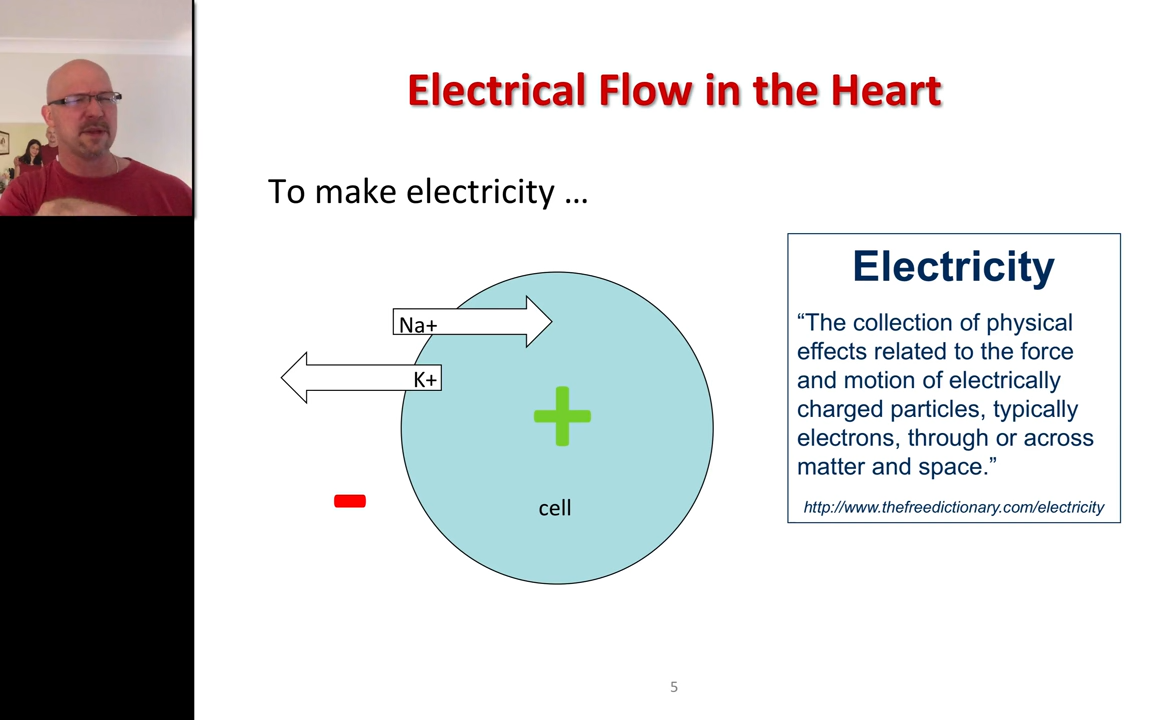 Electrical Flow in the Heart
To make electricity ...
Na+
K+
+
-
cell
Electricity
“The collection of physical
effects related to the force
and motion of electrically
charged particles, typically
electrons, through or across
matter and space.”
http://www.thefreedictionary.com/electricity
5